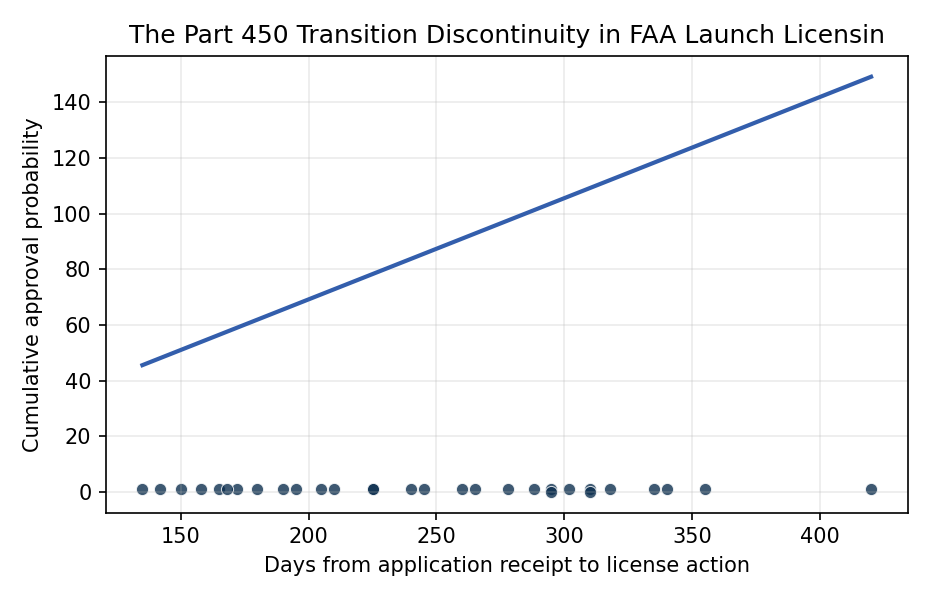 The Part 450 Transition Discontinuity in FAA Launch Licensin
Cumulative approval probability
140
120
100
80
60
40
20
0
150 200 250 300 350 400
Days from application receipt to license action